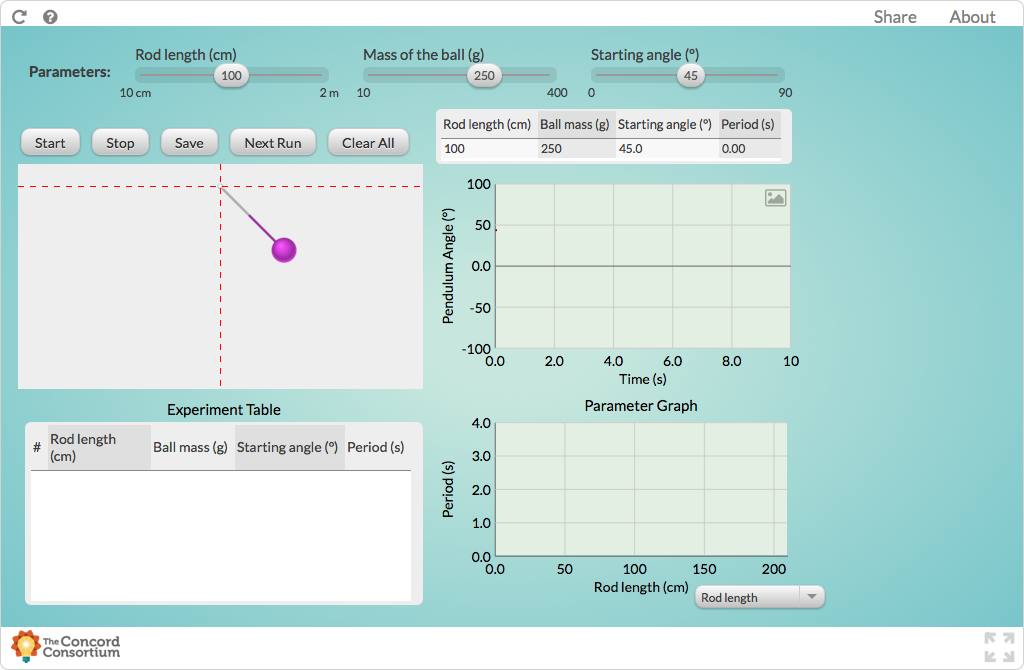 Share About
Parameters:
Rod length (cm) Mass of the ball (g) Starting angle (°)
100 250 45
10 cm 2 m 10 400 0 90
Start Stop Save Next Run Clear All
Rod length (cm) Ball mass (g) Starting angle (°) Period (s)
100 250 45.0 0.00
Pendulum Angle (°)
100
50
0.0
-50
-100
0.0 2.0 4.0 6.0 8.0 10
Time (s)
Experiment Table
# Rod length (cm) Ball mass (g) Starting angle (°) Period (s)
Parameter Graph
Period (s)
4.0
3.0
2.0
1.0
0.0
0.0 50 100 150 200
Rod length (cm)
Rod length
The Concord
Consortium